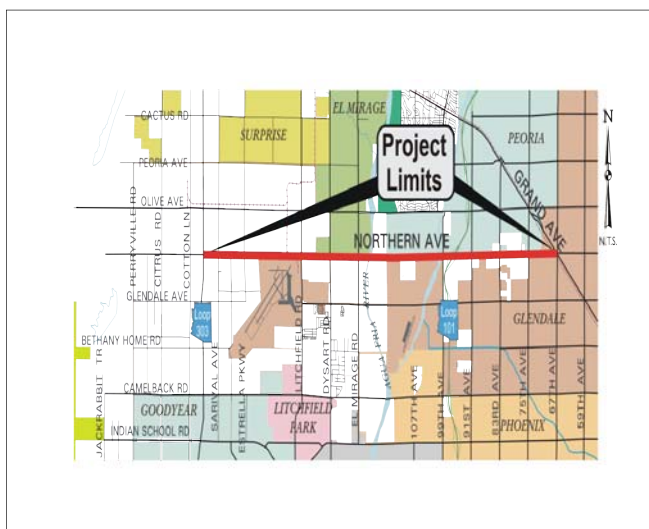 CACTUS RD
EL MIRAGE
SURPRISE
PEORIA
N
PEORIA AVE
Project
Limits
GRAND AVE
OLIVE AVE
PERRYVILLE RD
CITRUS RD
COTTON LN
NORTHERN AVE
N.T.S.
GLENDALE AVE
RIVER
Loop
303
Loop
101
GLENDALE
BETHANY HOME RD
LITCHFIELD RD
DYSART RD
EL MIRAGE RD
JACKRABBIT TR
SARIVAL AVE
ESTRELLA PKWY
107TH AVE
99TH AVE
91ST AVE
83RD AVE
75TH AVE
67TH AVE
59TH AVE
CAMELBACK RD
GOODYEAR
LITCHFIELD
PARK
PHOENIX
INDIAN SCHOOL RD